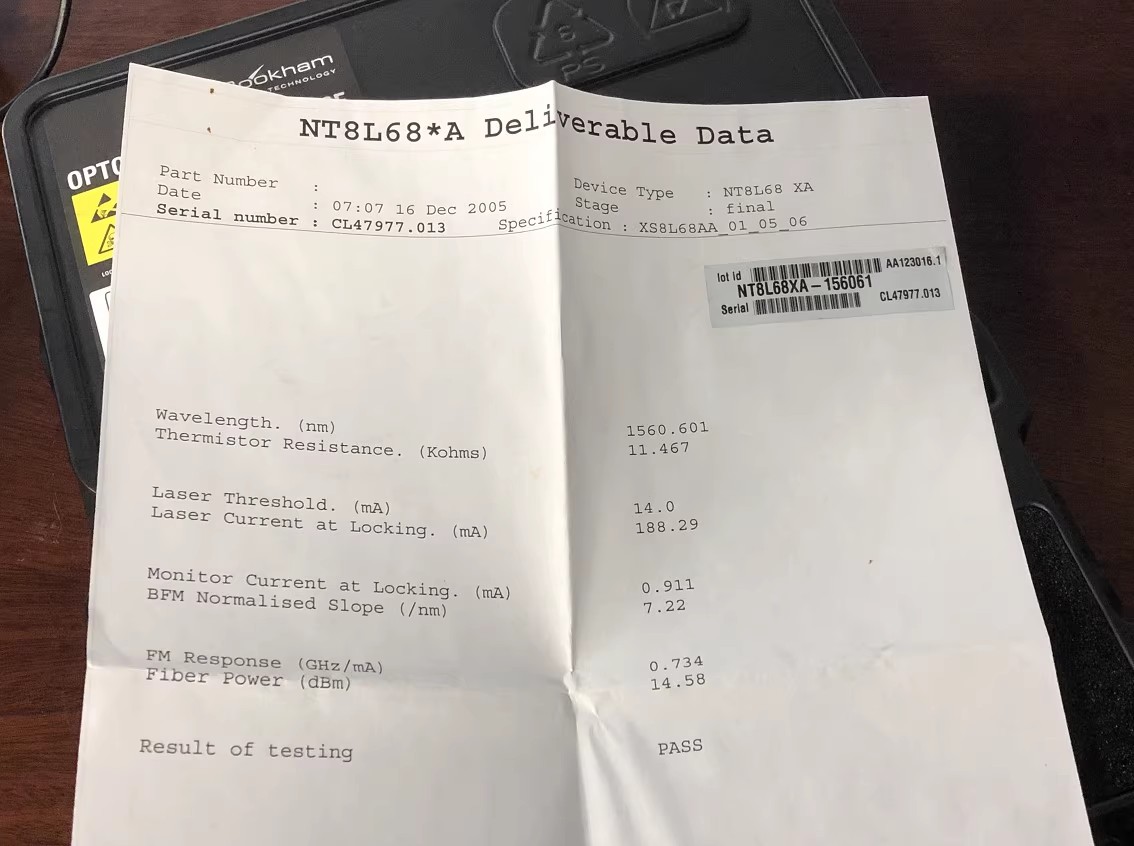 ookham
TECHNOLOGY
OPTO
6
PS
NT8L68*A Deliverable Data
Part Number :
Device Type : NT8L68 XA
Date : 07:07 16 Dec 2005
Stage : final
Serial number : CL47977.013
Specification : XS8L68AA_01_05_06
lot Id AA123016.1
NT8L68XA-156061
Serial CL47977.013
Wavelength. (nm) 1560.601
Thermistor Resistance. (Kohms) 11.467
Laser Threshold. (mA) 14.0
Laser Current at Locking. (mA) 188.29
Monitor Current at Locking. (mA) 0.911
BFM Normalised Slope (/nm) 7.22
FM Response (GHz/mA) 0.734
Fiber Power (dBm) 14.58
Result of testing PASS